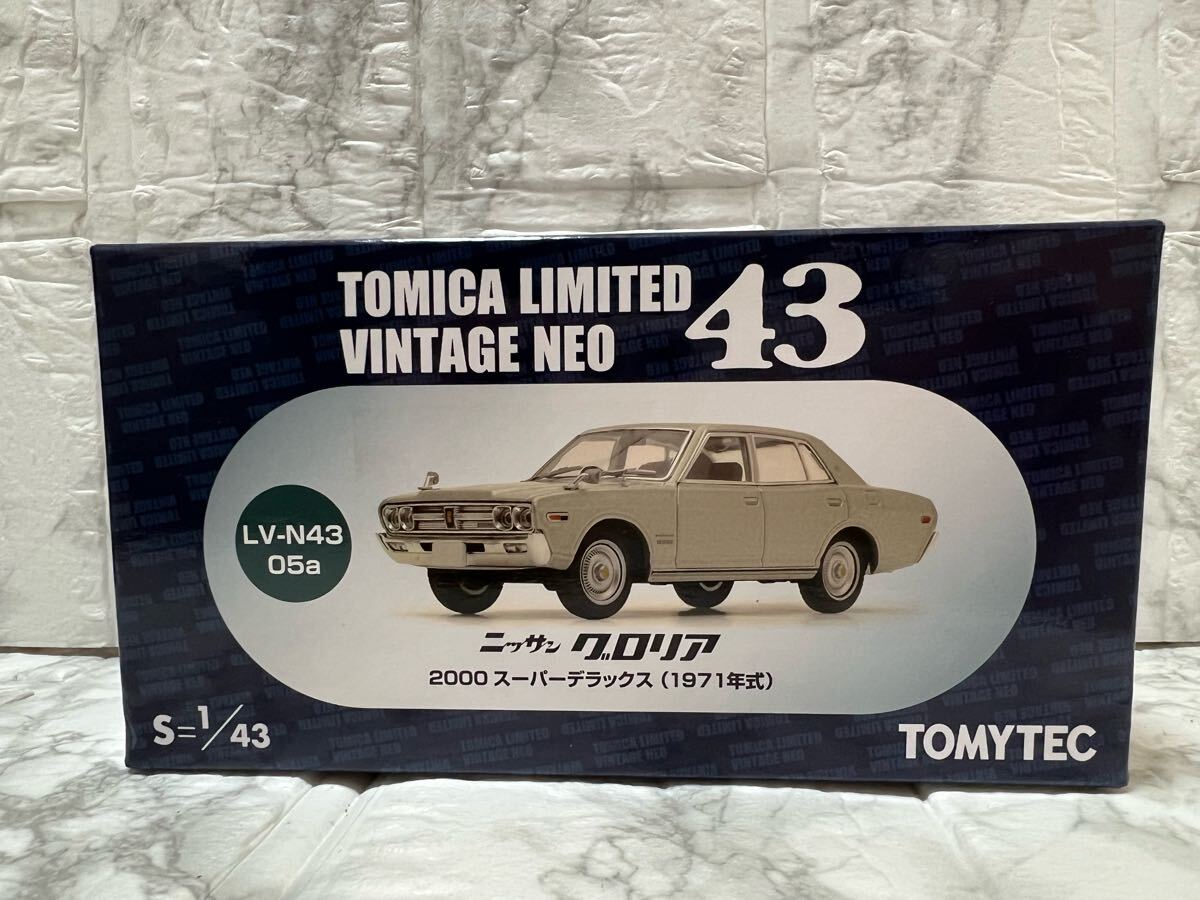 TOMICA LIMITED
VINTAGE NEO 43
LV-N43
05a
ニッサン グロリア
2000 スーパーデラックス（1971年式）
S=1/43
TOMYTEC